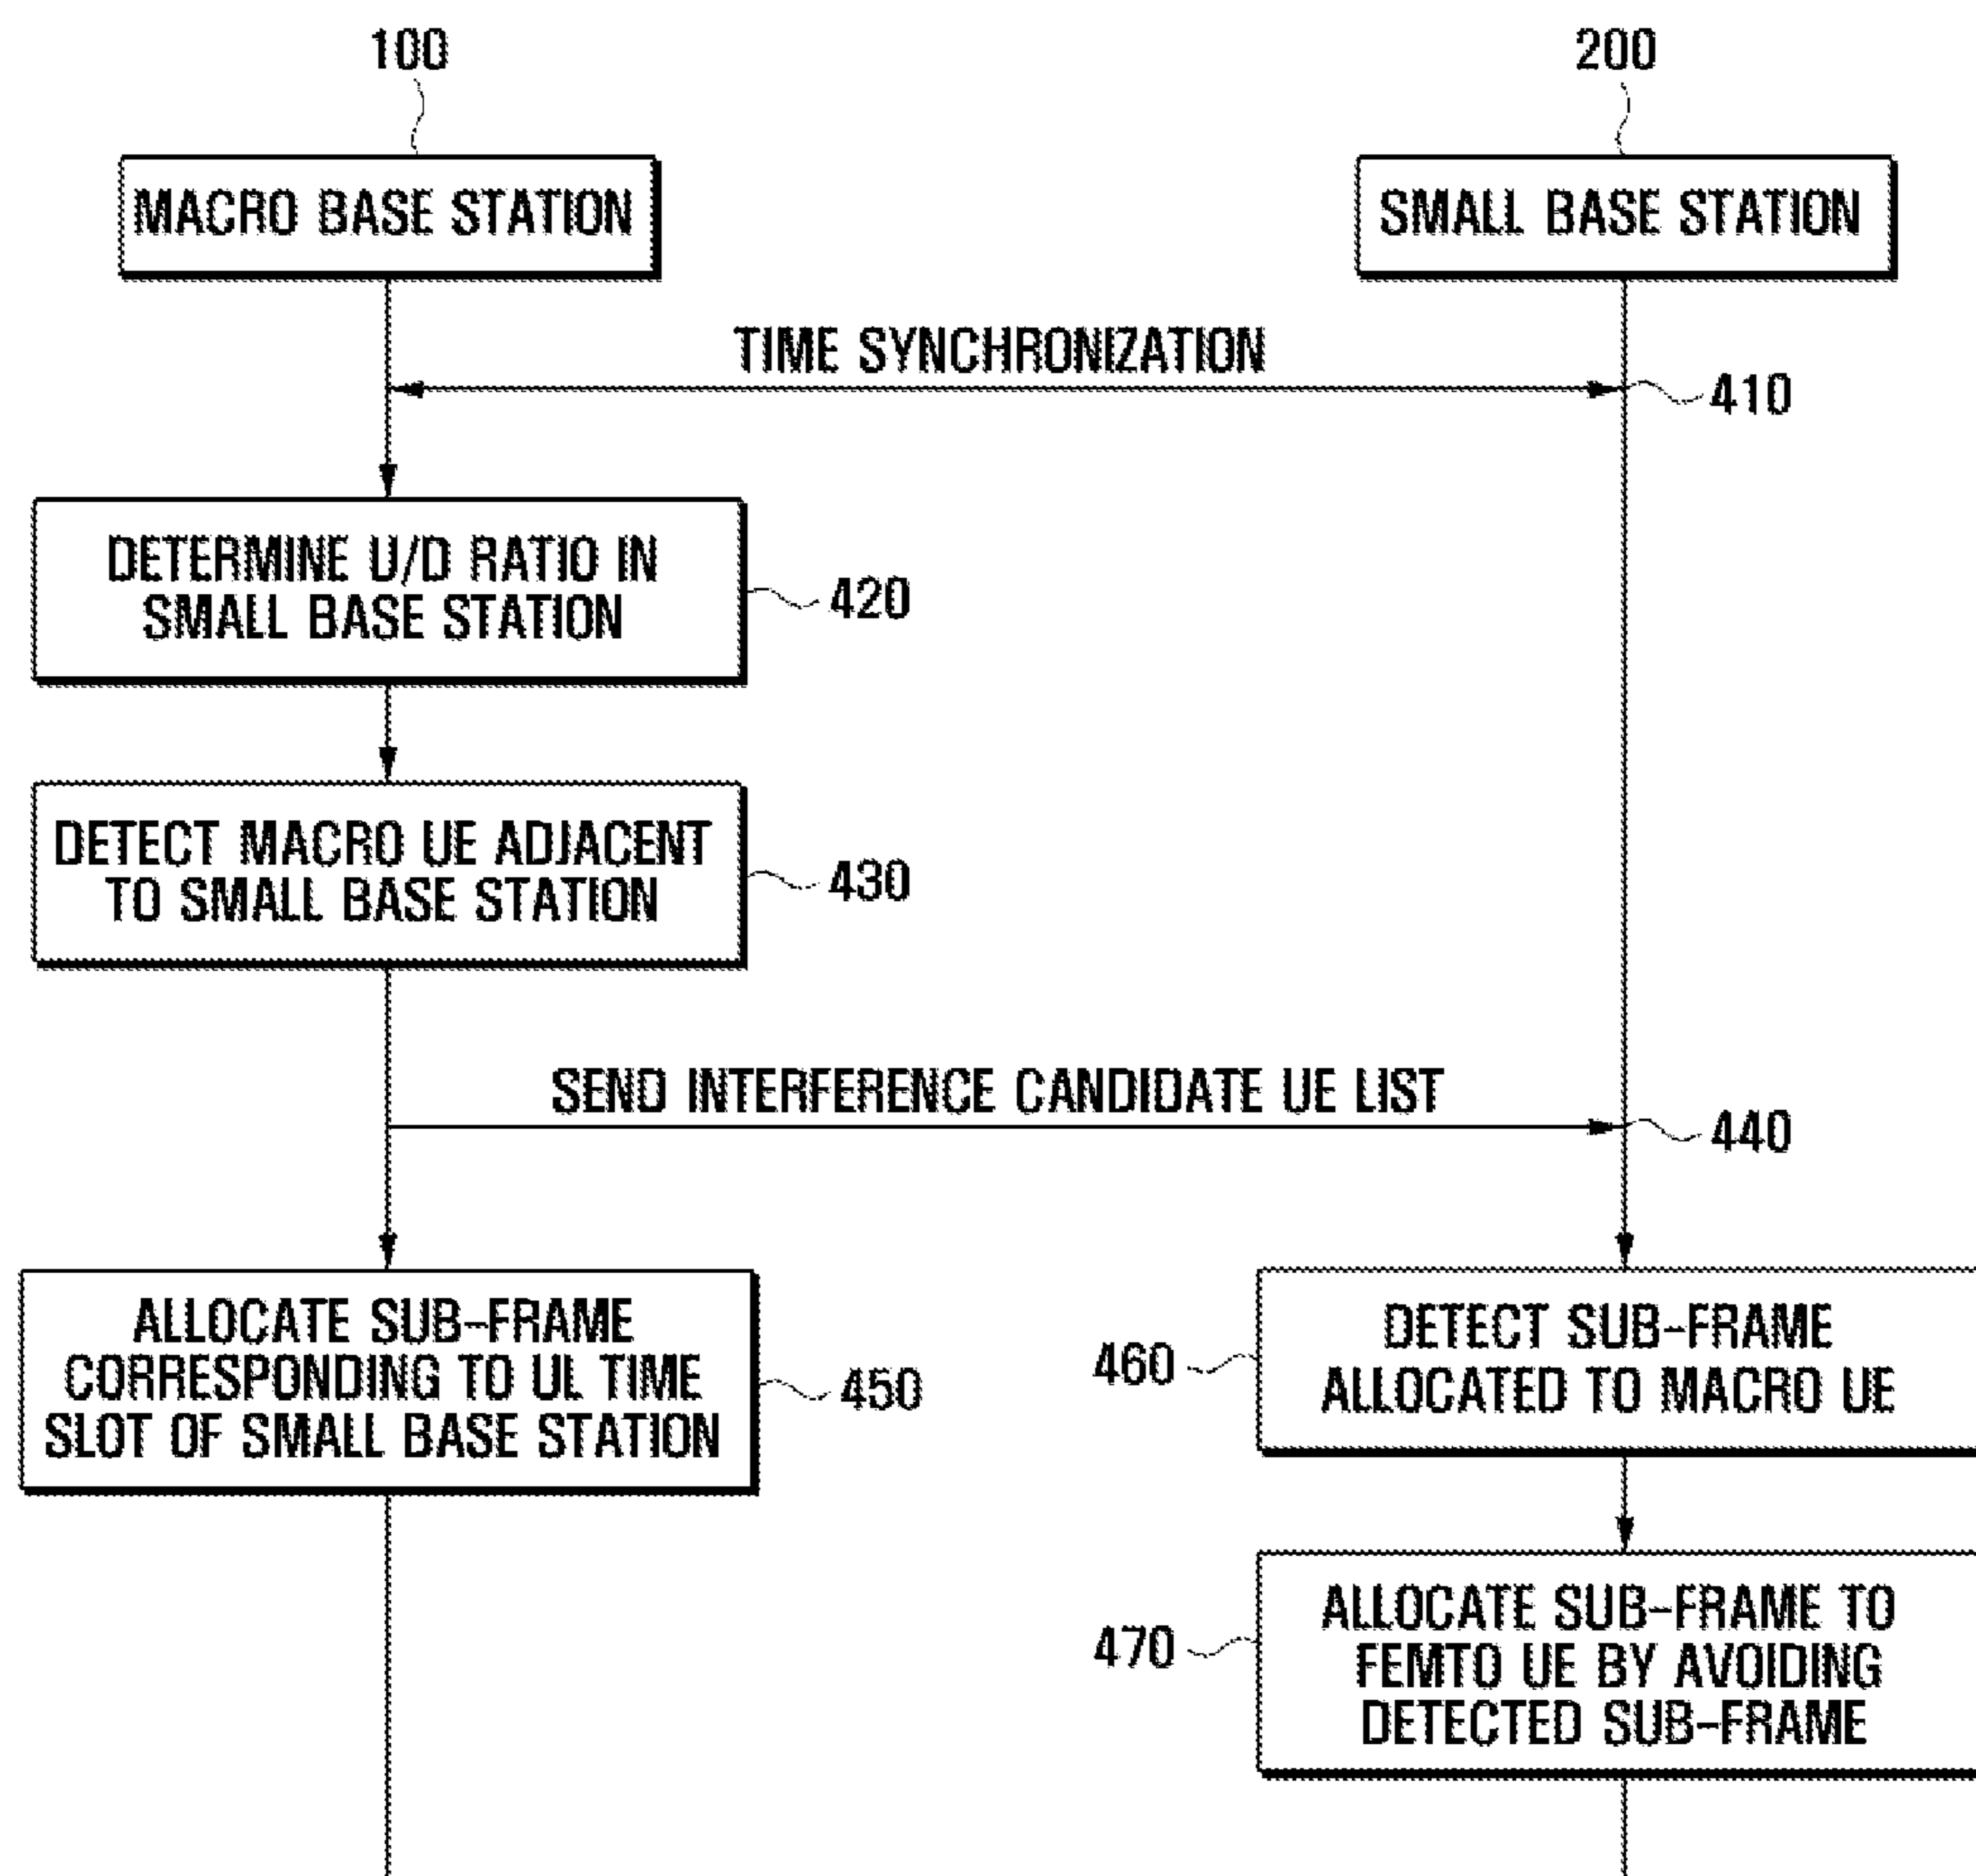 100
200
MACRO BASE STATION
SMALL BASE STATION
TIME SYNCHRONIZATION
410
DETERMINE U/D RATIO IN
SMALL BASE STATION
420
DETECT MACRO UE ADJACENT
TO SMALL BASE STATION
430
SEND INTERFERENCE CANDIDATE UE LIST
440
ALLOCATE SUB-FRAME
CORRESPONDING TO UL TIME
SLOT OF SMALL BASE STATION
450
460
DETECT SUB-FRAME
ALLOCATED TO MACRO UE
470
ALLOCATE SUB-FRAME TO
FEMTO UE BY AVOIDING
DETECTED SUB-FRAME